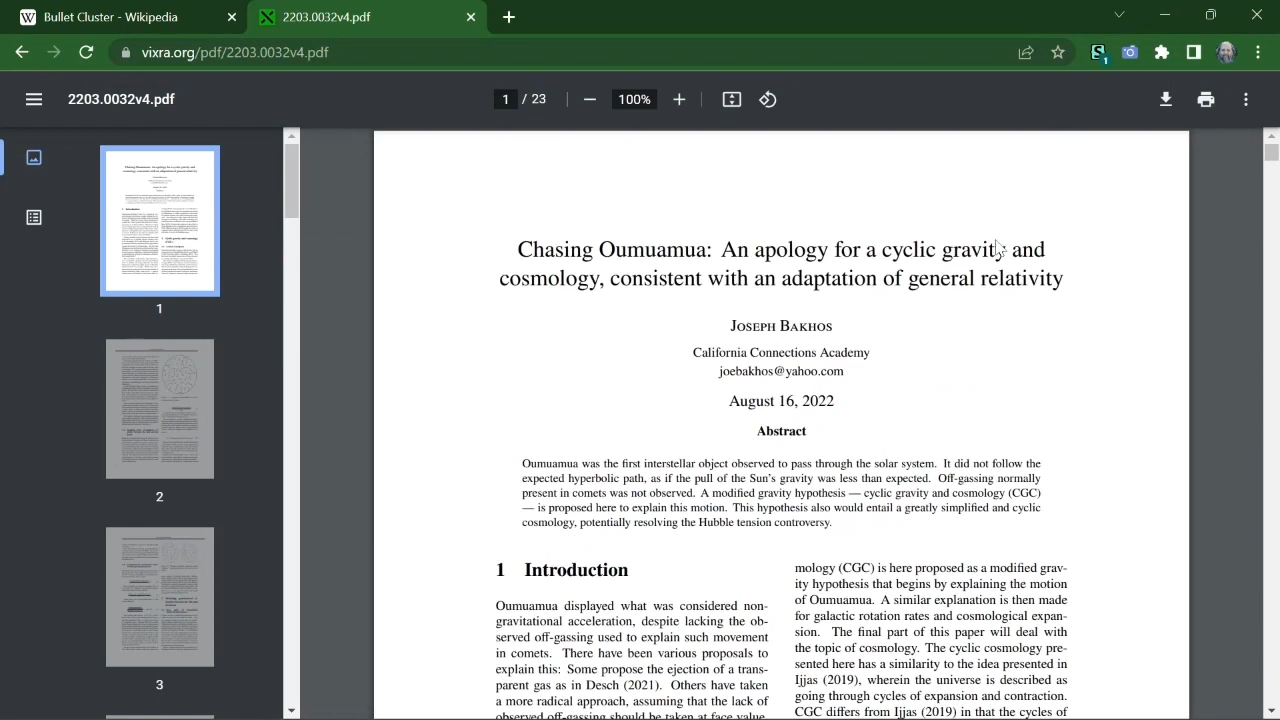 Bullet Cluster - Wikipedia
2203.0032v4.pdf
vixra.org/pdf/2203.0032v4.pdf
1
2203.0032v4.pdf
1 / 23
100%
Chasing Oumuamua: An apology for a cyclic gravity and
cosmology, consistent with an adaptation of general relativity
Joseph Bakhos
California Connections Academy
joebakhos@yahoo.com
August 16, 2022
Abstract
Oumuamua was the first interstellar object observed to pass through the solar system. It did not follow the
expected hyperbolic path, as if the pull of the Sun's gravity was less than expected. Off-gassing normally
present in comets was not observed. A modified gravity hypothesis — cyclic gravity and cosmology (CGC)
— is proposed here to explain this motion. This hypothesis also would entail a greatly simplified and cyclic
cosmology, potentially resolving the Hubble tension controversy.
1 Introduction
Oumuamua displayed what was considered non-
gravitational acceleration, despite lacking the ob-
served off-gassing used to explain such movement
in comets. There have been various proposals to
explain this: Some propose the ejection of a trans-
parent gas as in Desch (2021). Others have taken
a more radical approach, assuming that the lack of
observed off-gassing should be taken at face value,
mology (CGC) is here proposed as a modified grav-
ity hypothesis that begins by explaining the motion
of Oumuamua. A similar explanation is then made
for galactic rotation rates and cosmological expan-
sion. The final part of this paper will deal with
the topic of cosmology. The cyclic cosmology pre-
sented here has a similarity to the idea presented in
Ijjas (2019), wherein the universe is described as
going through cycles of expansion and contraction.
CGC differs from Ijjas (2019) in that the cycles of
1
2
3